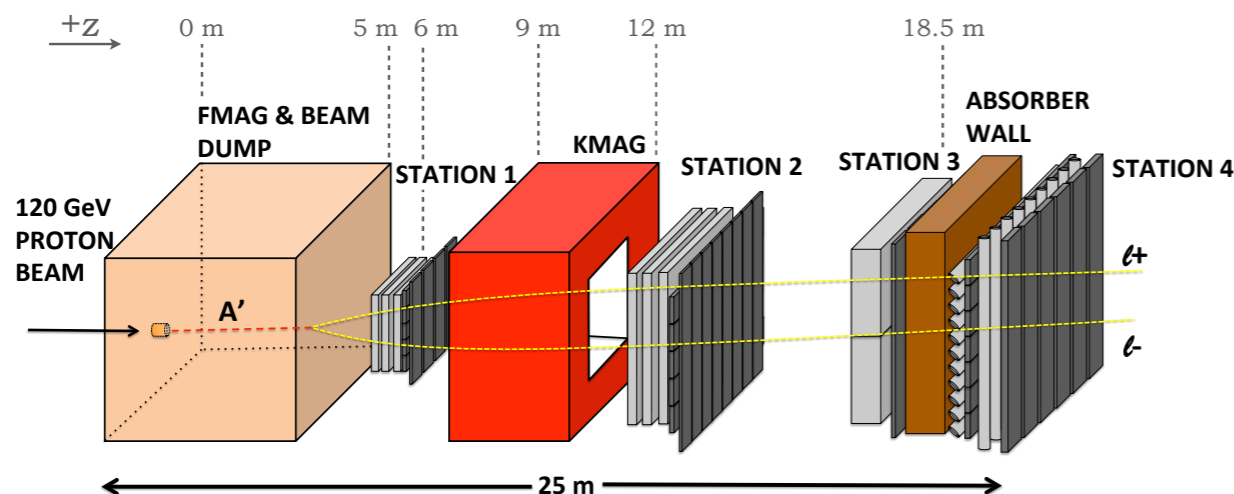 +z
0 m
5 m
6 m
9 m
12 m
18.5 m
FMAG & BEAM
DUMP
STATION 1
KMAG
STATION 2
STATION 3
ABSORBER
WALL
STATION 4
120 GeV
PROTON
BEAM
A’
ℓ+
ℓ-
25 m